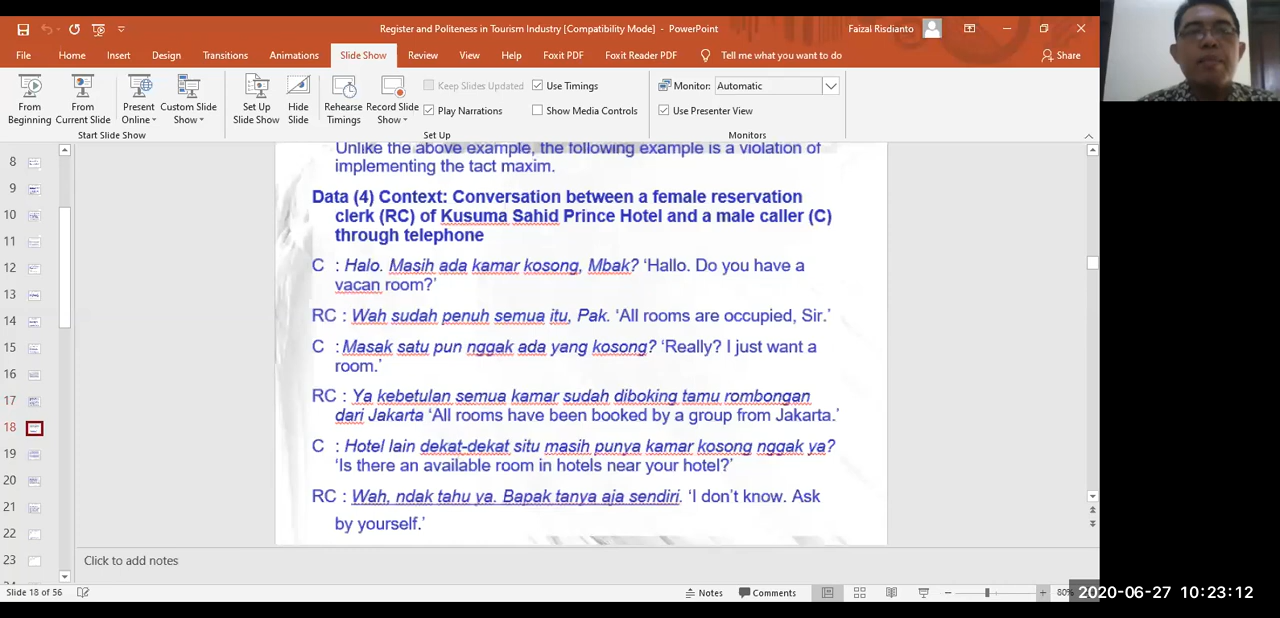 Register and Politeness in Tourism Industry [Compatibility Mode] - PowerPoint
Faizal Risdianto
File Home Insert Design Transitions Animations Slide Show Review View Help Foxit PDF Foxit Reader PDF Tell me what you want to do Share
From Beginning
From Current Slide
Present Online
Custom Slide Show
Start Slide Show
Set Up Slide Show
Hide Slide
Rehearse Timings
Record Slide Show
Keep Slides Updated
Play Narrations
Use Timings
Show Media Controls
Set Up
Monitor: Automatic
Use Presenter View
Monitors
8
9
10
11
12
13
14
15
16
17
18
19
20
21
22
23
Unlike the above example, the following example is a violation of
implementing the tact maxim.
Data (4) Context: Conversation between a female reservation
clerk (RC) of Kusuma Sahid Prince Hotel and a male caller (C)
through telephone
C : Halo. Masih ada kamar kosong, Mbak? ‘Hallo. Do you have a
vacan room?’
RC : Wah sudah penuh semua itu, Pak. ‘All rooms are occupied, Sir.’
C : Masak satu pun nggak ada yang kosong? ‘Really? I just want a
room.’
RC : Ya kebetulan semua kamar sudah diboking tamu rombongan
dari Jakarta ‘All rooms have been booked by a group from Jakarta.’
C : Hotel lain dekat-dekat situ masih punya kamar kosong nggak ya?
‘Is there an available room in hotels near your hotel?’
RC : Wah, ndak tahu ya. Bapak tanya aja sendiri. ‘I don’t know. Ask
by yourself.’
Click to add notes
Slide 18 of 56
Notes
Comments
80%
2020-06-27 10:23:12